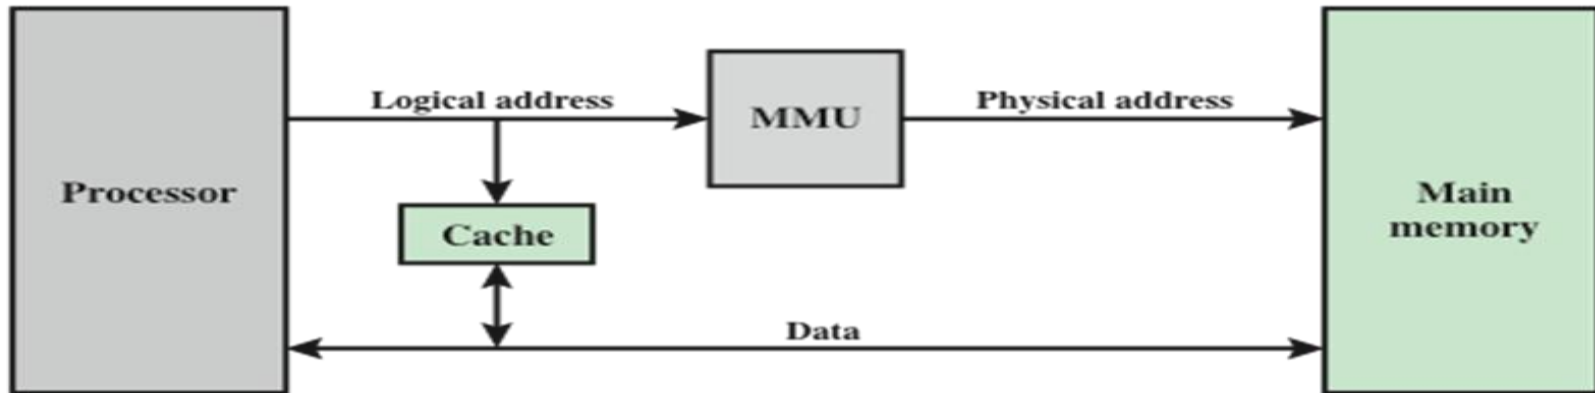 Processor
Logical address
MMU
Physical address
Cache
Data
Main
memory